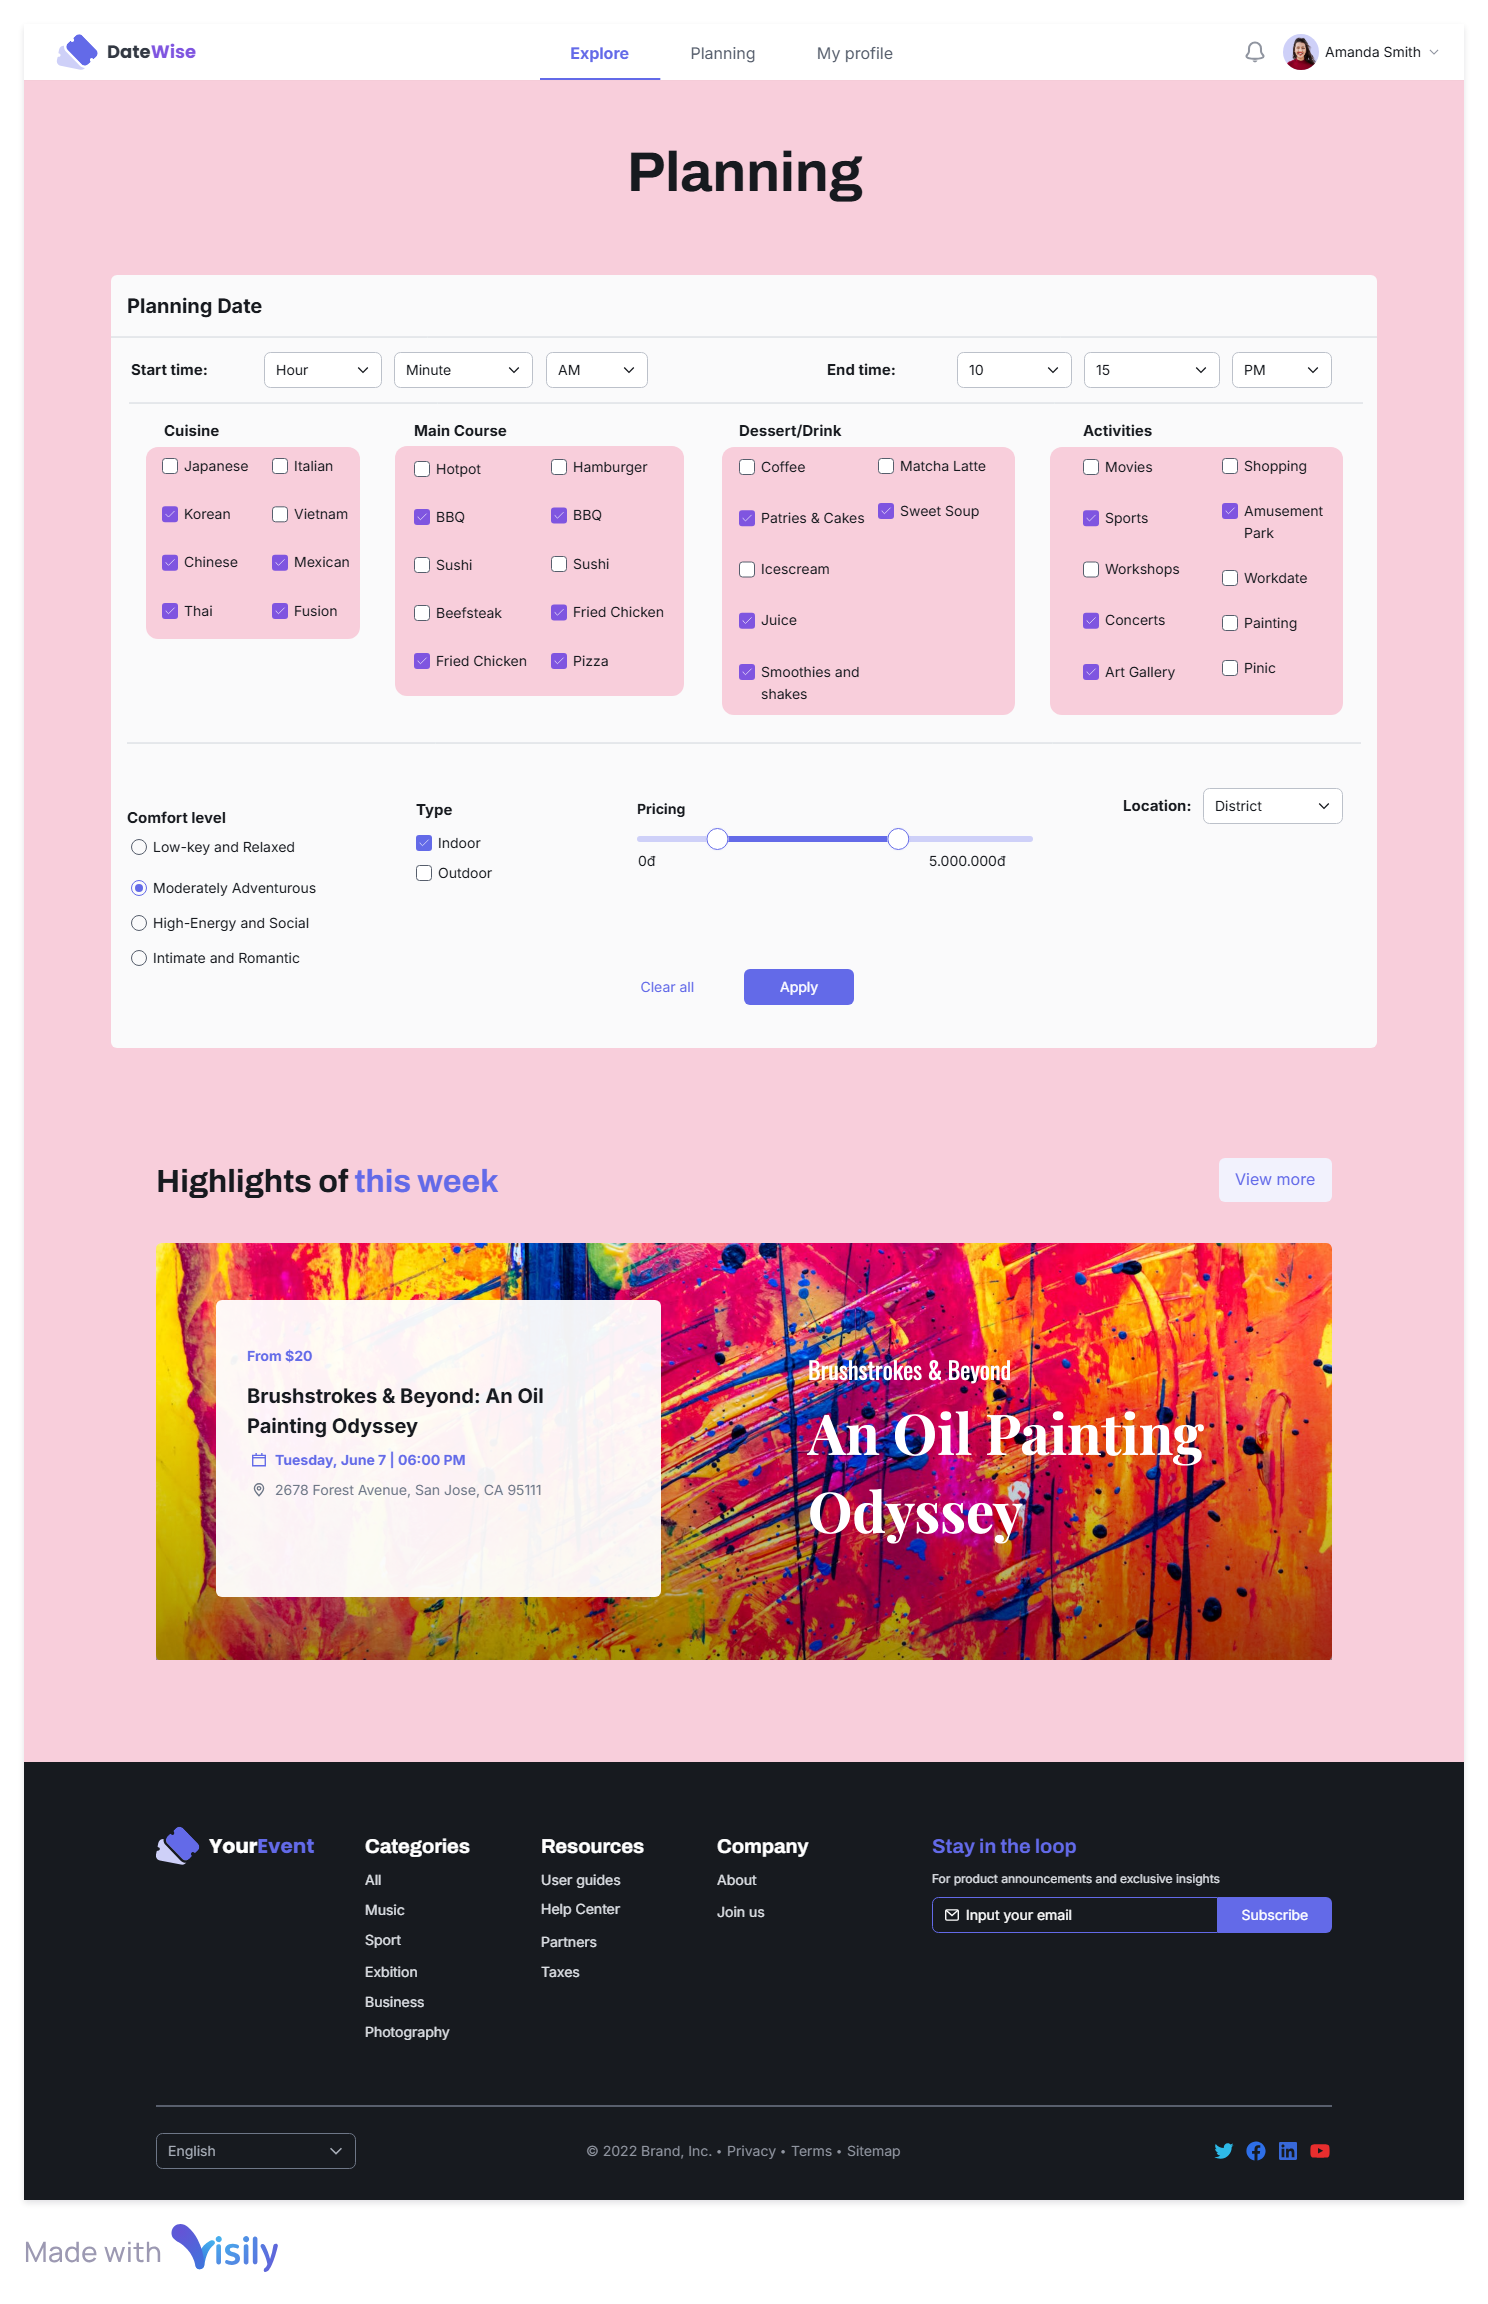 DateWise
Explore
Planning
My profile
Amanda Smith
Planning
Planning Date
Start time:
Hour
Minute
AM
End time:
10
15
PM
Cuisine
Japanese
Italian
Korean
Vietnam
Chinese
Mexican
Thai
Fusion
Main Course
Hotpot
Hamburger
BBQ
BBQ
Sushi
Sushi
Beefsteak
Fried Chicken
Fried Chicken
Pizza
Dessert/Drink
Coffee
Matcha Latte
Patries & Cakes
Sweet Soup
Icescream
Juice
Smoothies and
shakes
Activities
Movies
Shopping
Sports
Amusement
Park
Workshops
Workdate
Concerts
Painting
Art Gallery
Pinic
Comfort level
Low-key and Relaxed
Moderately Adventurous
High-Energy and Social
Intimate and Romantic
Type
Indoor
Outdoor
Pricing
0đ
5.000.000đ
Location:
District
Clear all
Apply
Highlights of this week
View more
From $20
Brushstrokes & Beyond: An Oil
Painting Odyssey
Tuesday, June 7 | 06:00 PM
2678 Forest Avenue, San Jose, CA 95111
Brushstrokes & Beyond
An Oil Painting
Odyssey
YourEvent
Categories
All
Music
Sport
Exbition
Business
Photography
Resources
User guides
Help Center
Partners
Taxes
Company
About
Join us
Stay in the loop
For product announcements and exclusive insights
Input your email
Subscribe
English
© 2022 Brand, Inc. • Privacy • Terms • Sitemap
Made with Visily